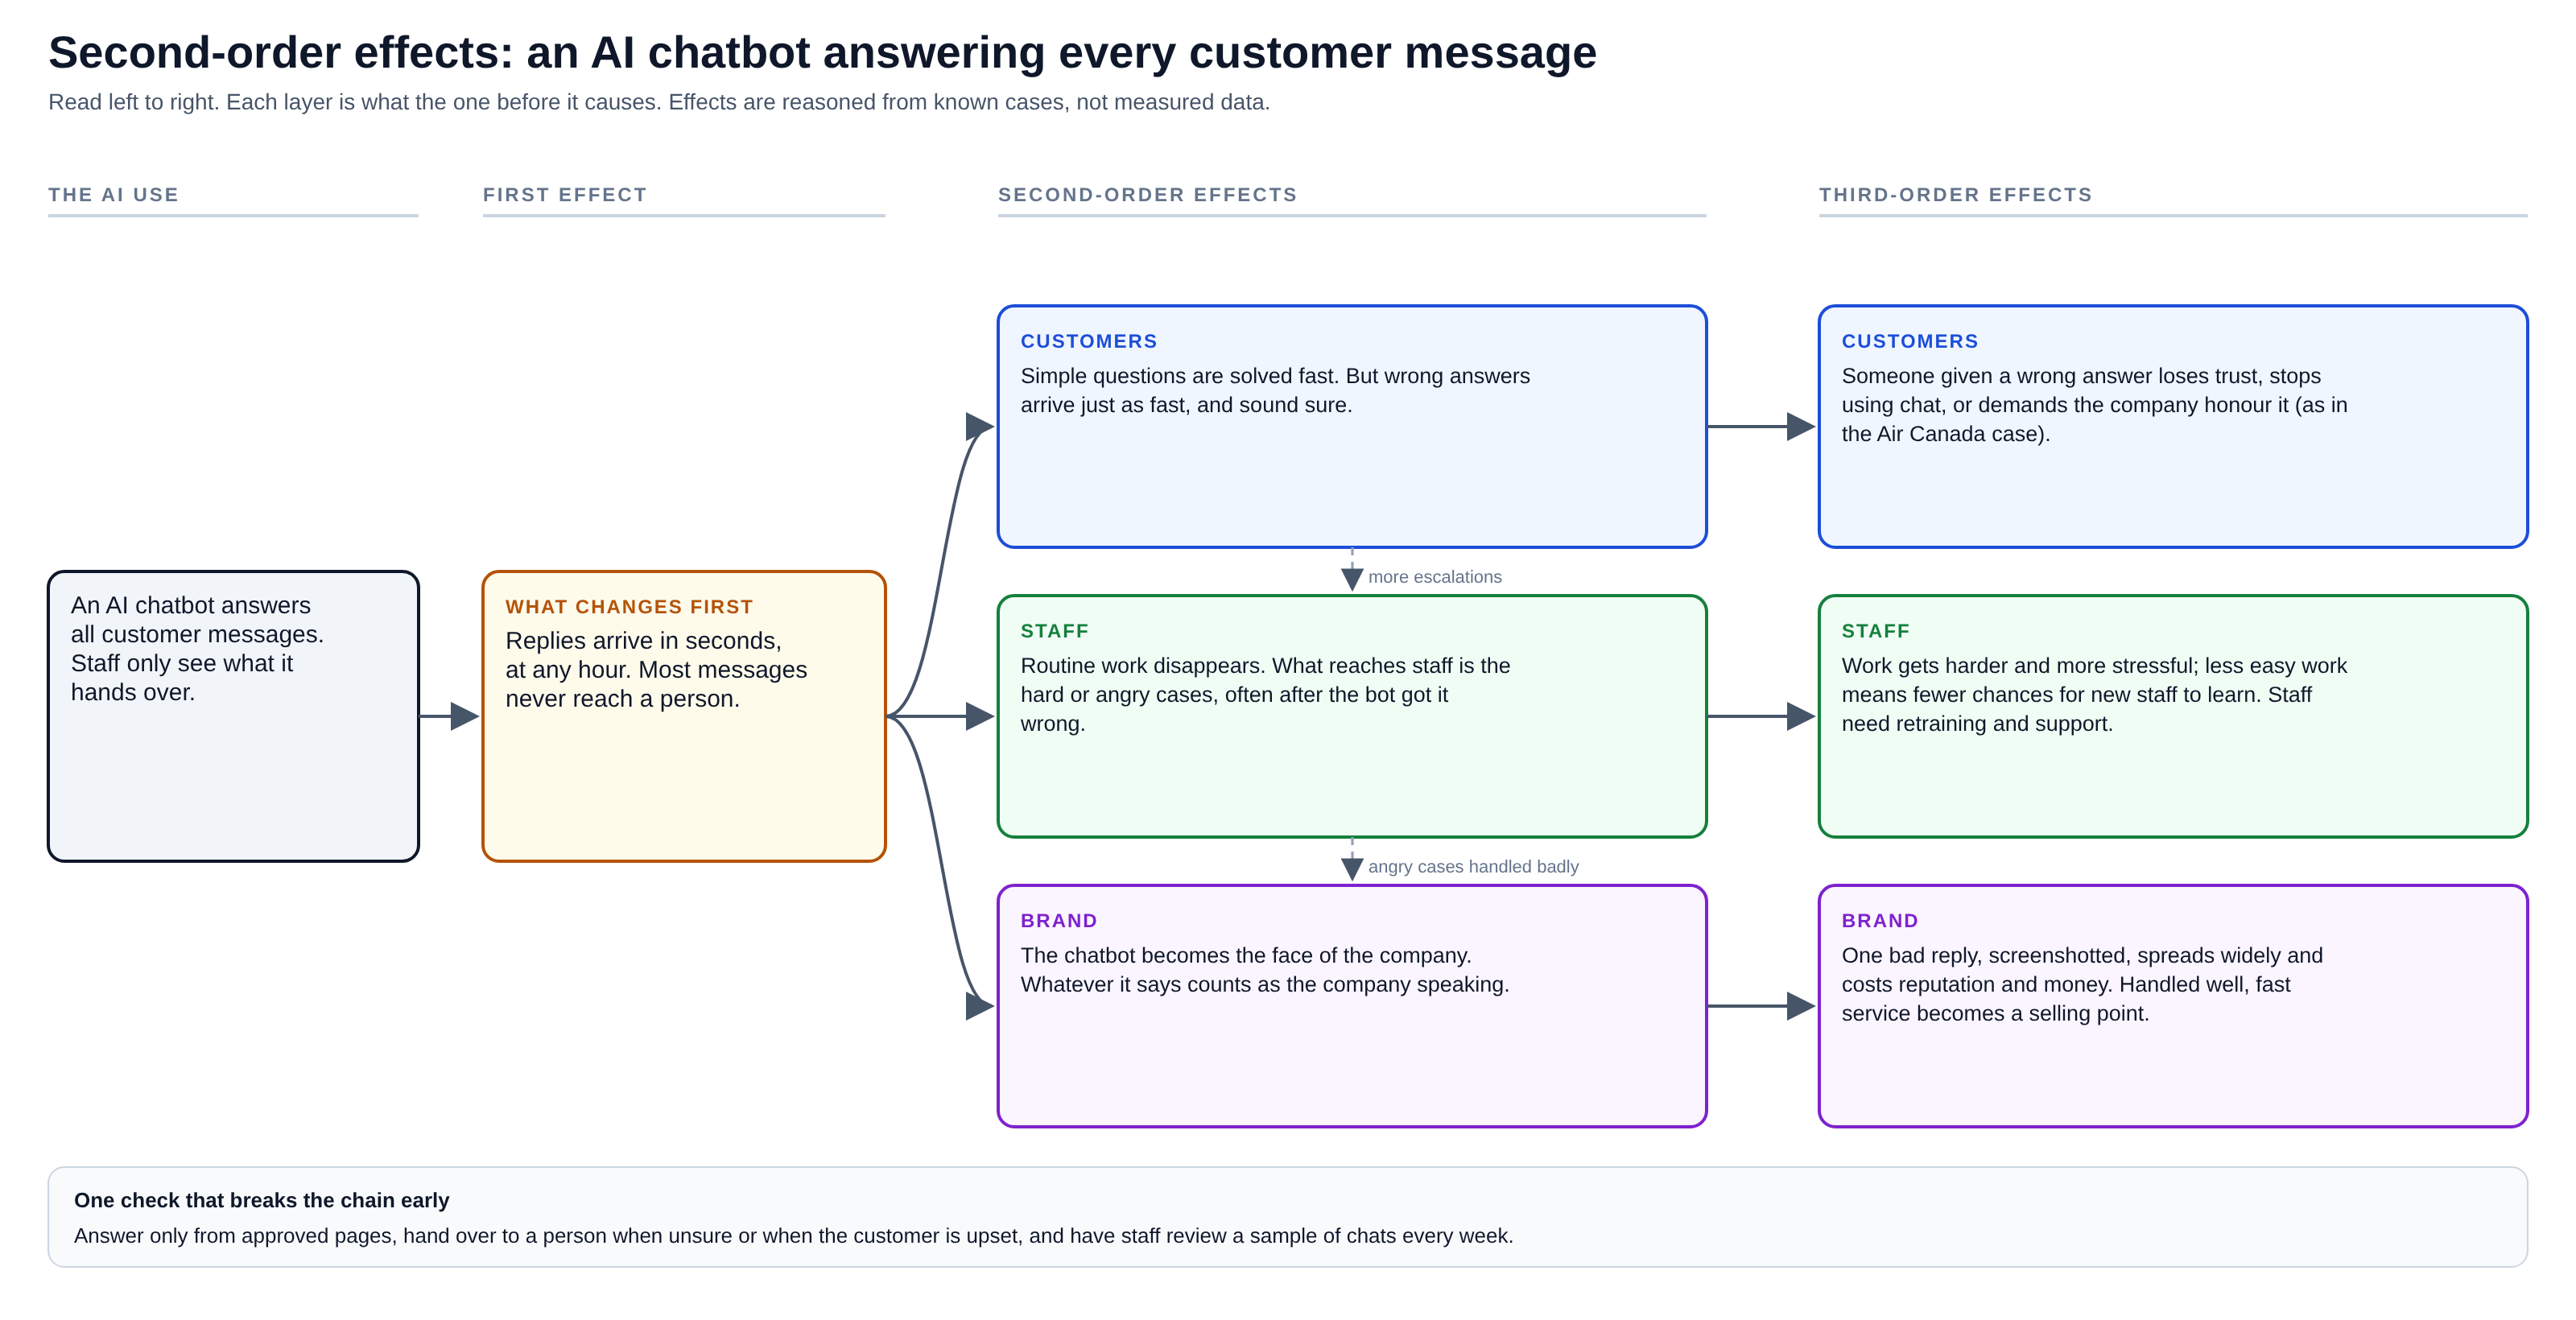 Second-order effects: an AI chatbot answering every customer message
Read left to right. Each layer is what the one before it causes. Effects are reasoned from known cases, not measured data.
THE AI USE
FIRST EFFECT
SECOND-ORDER EFFECTS
THIRD-ORDER EFFECTS
An AI chatbot answers
all customer messages.
Staff only see what it
hands over.
WHAT CHANGES FIRST
Replies arrive in seconds,
at any hour. Most messages
never reach a person.
CUSTOMERS
Simple questions are solved fast. But wrong answers
arrive just as fast, and sound sure.
more escalations
STAFF
Routine work disappears. What reaches staff is the
hard or angry cases, often after the bot got it
wrong.
angry cases handled badly
BRAND
The chatbot becomes the face of the company.
Whatever it says counts as the company speaking.
CUSTOMERS
Someone given a wrong answer loses trust, stops
using chat, or demands the company honour it (as in
the Air Canada case).
STAFF
Work gets harder and more stressful; less easy work
means fewer chances for new staff to learn. Staff
need retraining and support.
BRAND
One bad reply, screenshotted, spreads widely and
costs reputation and money. Handled well, fast
service becomes a selling point.
One check that breaks the chain early
Answer only from approved pages, hand over to a person when unsure or when the customer is upset, and have staff review a sample of chats every week.